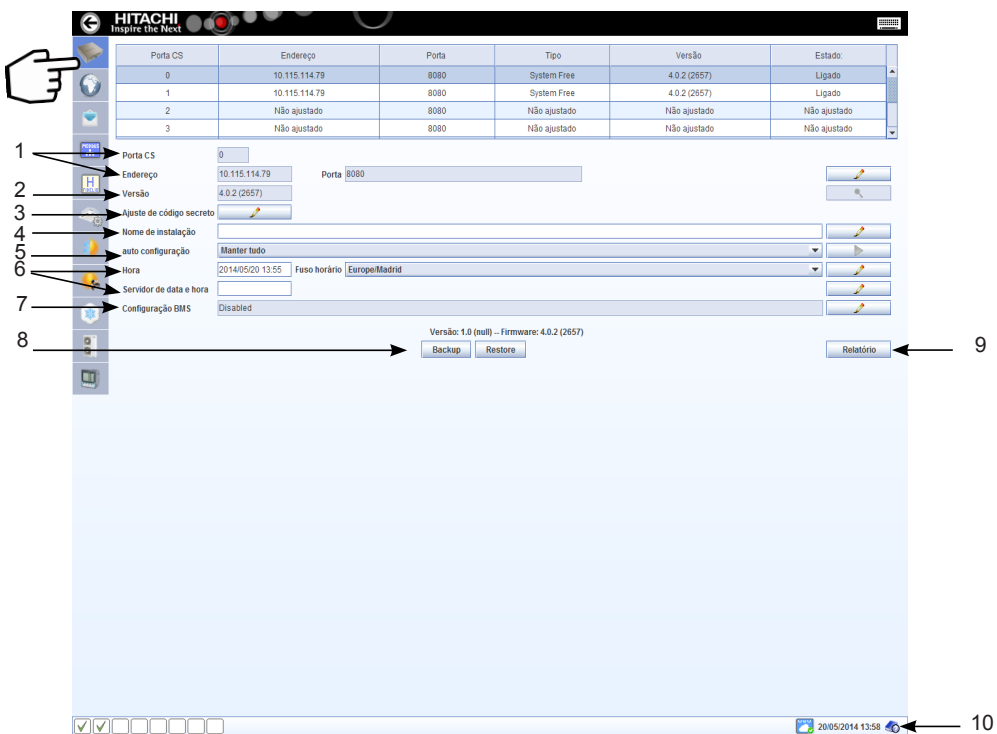 HITACHI
Inspire the Next
Porta CS Endereço Porta Tipo Versão Estado:
0 10.115.114.79 8080 System Free 4.0.2 (2657) Ligado
1 10.115.114.79 8080 System Free 4.0.2 (2657) Ligado
2 Não ajustado 8080 Não ajustado Não ajustado Não ajustado
3 Não ajustado 8080 Não ajustado Não ajustado Não ajustado
1 Porta CS 0
Endereço 10.115.114.79 Porta 8080
2 Versão 4.0.2 (2657)
3 Ajuste de código secreto
4 Nome de instalação
5 auto configuração Manter tudo
6 Hora 2014/05/20 13:55 Fuso horário Europe/Madrid
Servidor de data e hora
7 Configuração BMS Disabled
Versão: 1.0 (null) -- Firmware: 4.0.2 (2657)
8 Backup Restore Relatório 9
20/05/2014 13:58 10